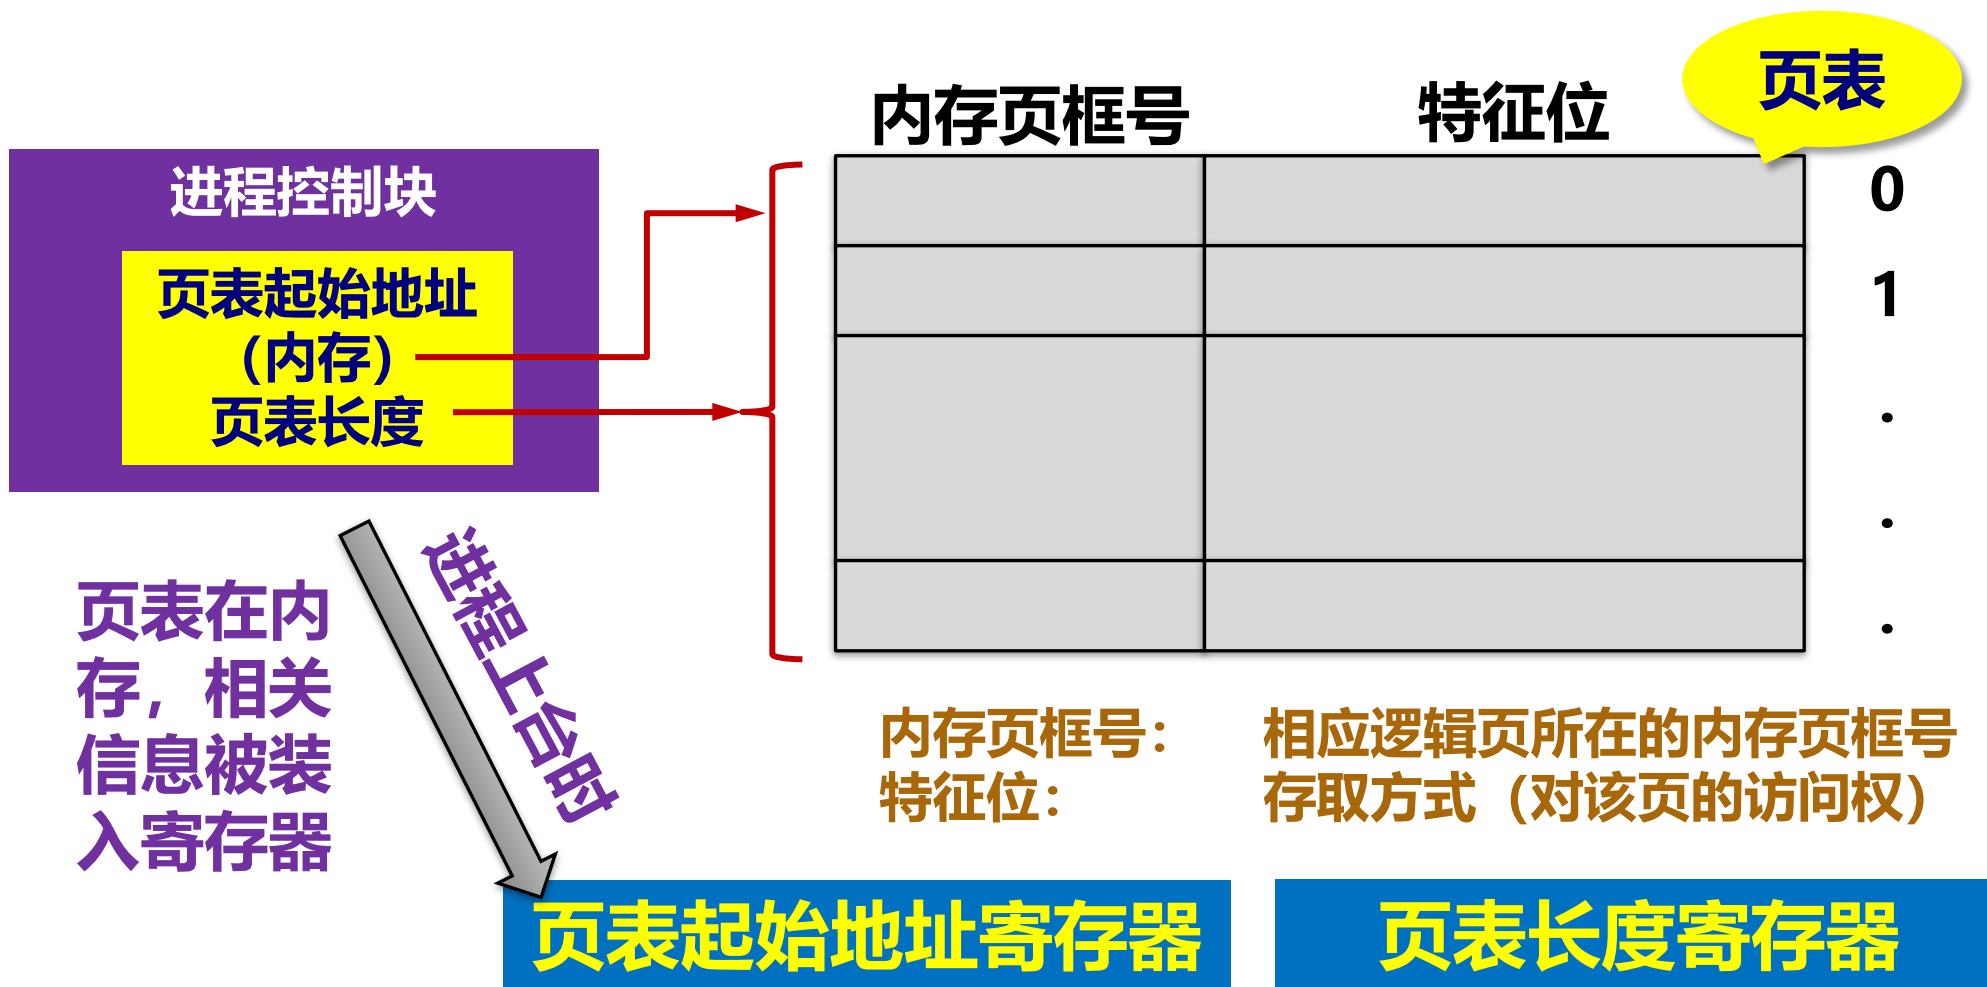 页表
内存页框号
特征位
进程控制块
页表起始地址
（内存）
页表长度
0
1
.
.
.
进程上台时
页表在内
存，相关
信息被装
入寄存器
内存页框号： 相应逻辑页所在的内存页框号
特征位： 存取方式（对该页的访问权）
页表起始地址寄存器
页表长度寄存器